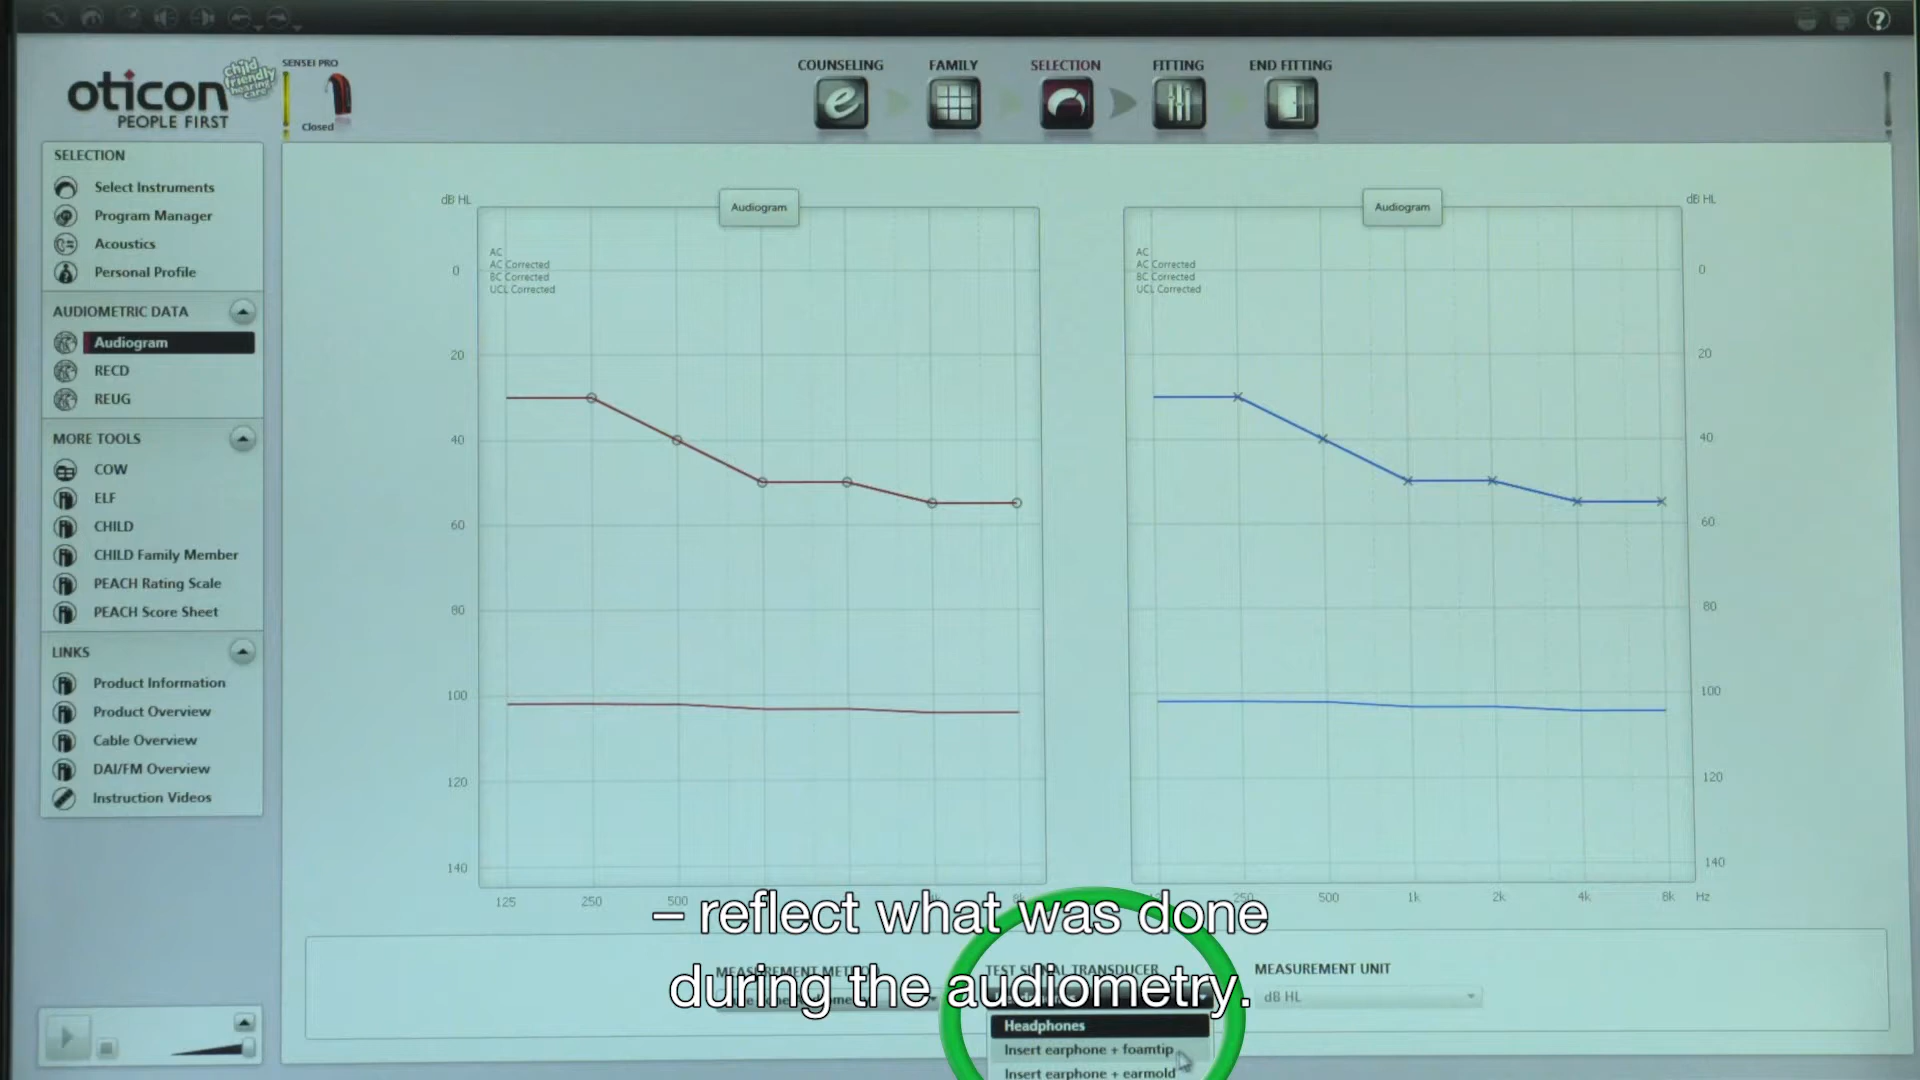 oticon
PEOPLE FIRST
child
friendly
hearing
care
SENSEI PRO
Closed
COUNSELING
FAMILY
SELECTION
FITTING
END FITTING
?
SELECTION
Select Instruments
Program Manager
Acoustics
Personal Profile
AUDIOMETRIC DATA
Audiogram
RECD
REUG
MORE TOOLS
COW
ELF
CHILD
CHILD Family Member
PEACH Rating Scale
PEACH Score Sheet
LINKS
Product Information
Product Overview
Cable Overview
DAI/FM Overview
Instruction Videos
dB HL
Audiogram
AC
AC Corrected
BC Corrected
UCL Corrected
0
20
40
60
80
100
120
140
125 250 500
Audiogram
dB HL
AC
AC Corrected
BC Corrected
UCL Corrected
0
20
40
60
80
100
120
140
250 500 1k 2k 4k 8k Hz
– reflect what was done
during the audiometry.
TEST SIGNAL TRANSDUCER
Headphones
Insert earphone + foamtip
Insert earphone + earmold
MEASUREMENT UNIT
dB HL